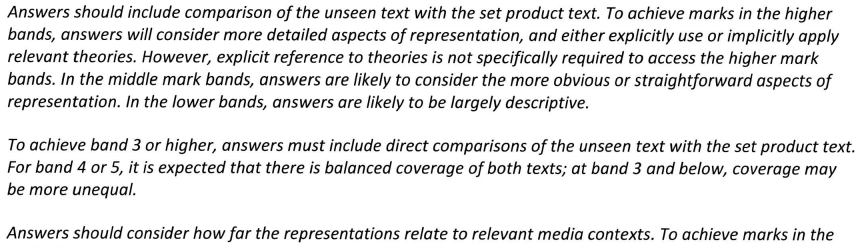 Answers should include comparison of the unseen text with the set product text. To achieve marks in the higher
bands, answers will consider more detailed aspects of representation, and either explicitly use or implicitly apply
relevant theories. However, explicit reference to theories is not specifically required to access the higher mark
bands. In the middle mark bands, answers are likely to consider the more obvious or straightforward aspects of
representation. In the lower bands, answers are likely to be largely descriptive.
To achieve band 3 or higher, answers must include direct comparisons of the unseen text with the set product text.
For band 4 or 5, it is expected that there is balanced coverage of both texts; at band 3 and below, coverage may
be more unequal.
Answers should consider how far the representations relate to relevant media contexts. To achieve marks in the